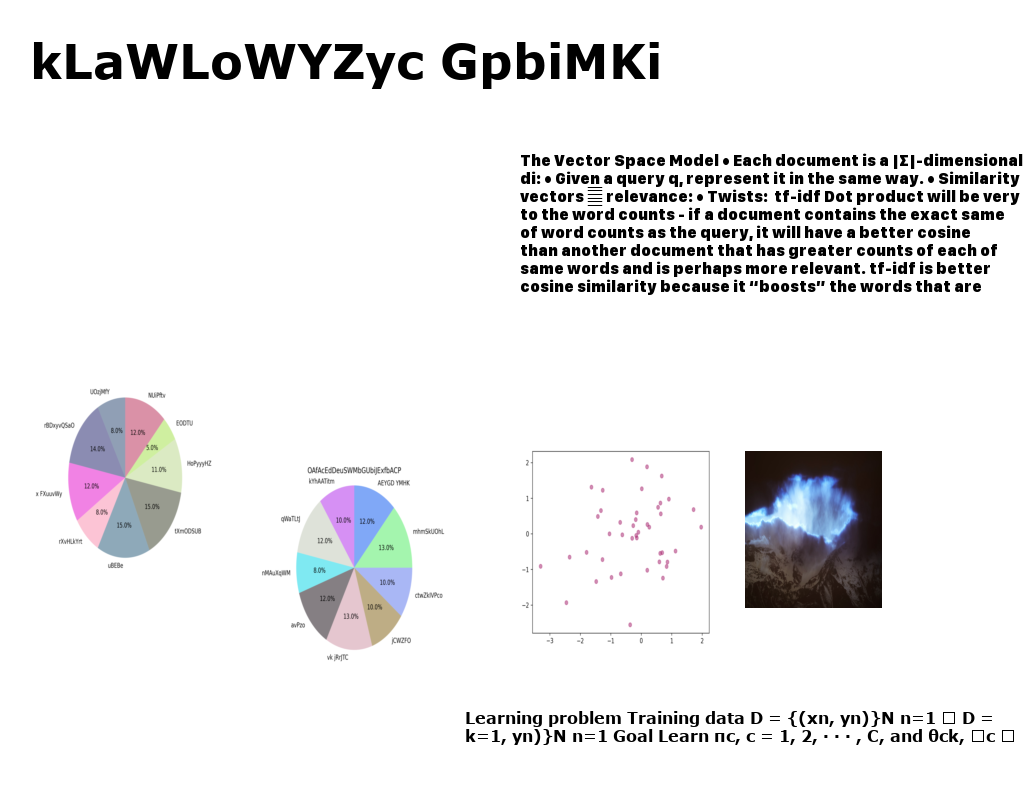 kLaWLoWYZyc GpbiMKi
The Vector Space Model • Each document is a |Σ|-dimensional
di: • Given a query q, represent it in the same way. • Similarity
vectors relevance: • Twists: tf-idf Dot product will be very
to the word counts - if a document contains the exact same
of word counts as the query, it will have a better cosine
than another document that has greater counts of each of
same words and is perhaps more relevant. tf-idf is better
cosine similarity because it “boosts” the words that are
UOzjMfY
NUiPftv
EODTU
rBDxyvQSaO
HoPyyyHZ
x FXuuvWy
tXmODSUB
rXvHLkYrt
uBEBe
8.0%
12.0%
5.0%
14.0%
11.0%
12.0%
15.0%
8.0%
15.0%
OAfAcEdDeuSWMbGUbiJExfbACP
kYhAATitm
AEYGD YMHK
qWaTLtJ
mhmSkUOhL
nMAuXqWM
ctwZkIVPco
avPzo
jCWZFO
vk jRrJTC
10.0%
12.0%
12.0%
13.0%
8.0%
10.0%
12.0%
10.0%
13.0%
2
1
0
−1
−2
−3 −2 −1 0 1 2
Learning problem Training data D = {(xn, yn)}N n=1 □ D =
k=1, yn)}N n=1 Goal Learn πc, c = 1, 2, · · · , C, and θck, □c □